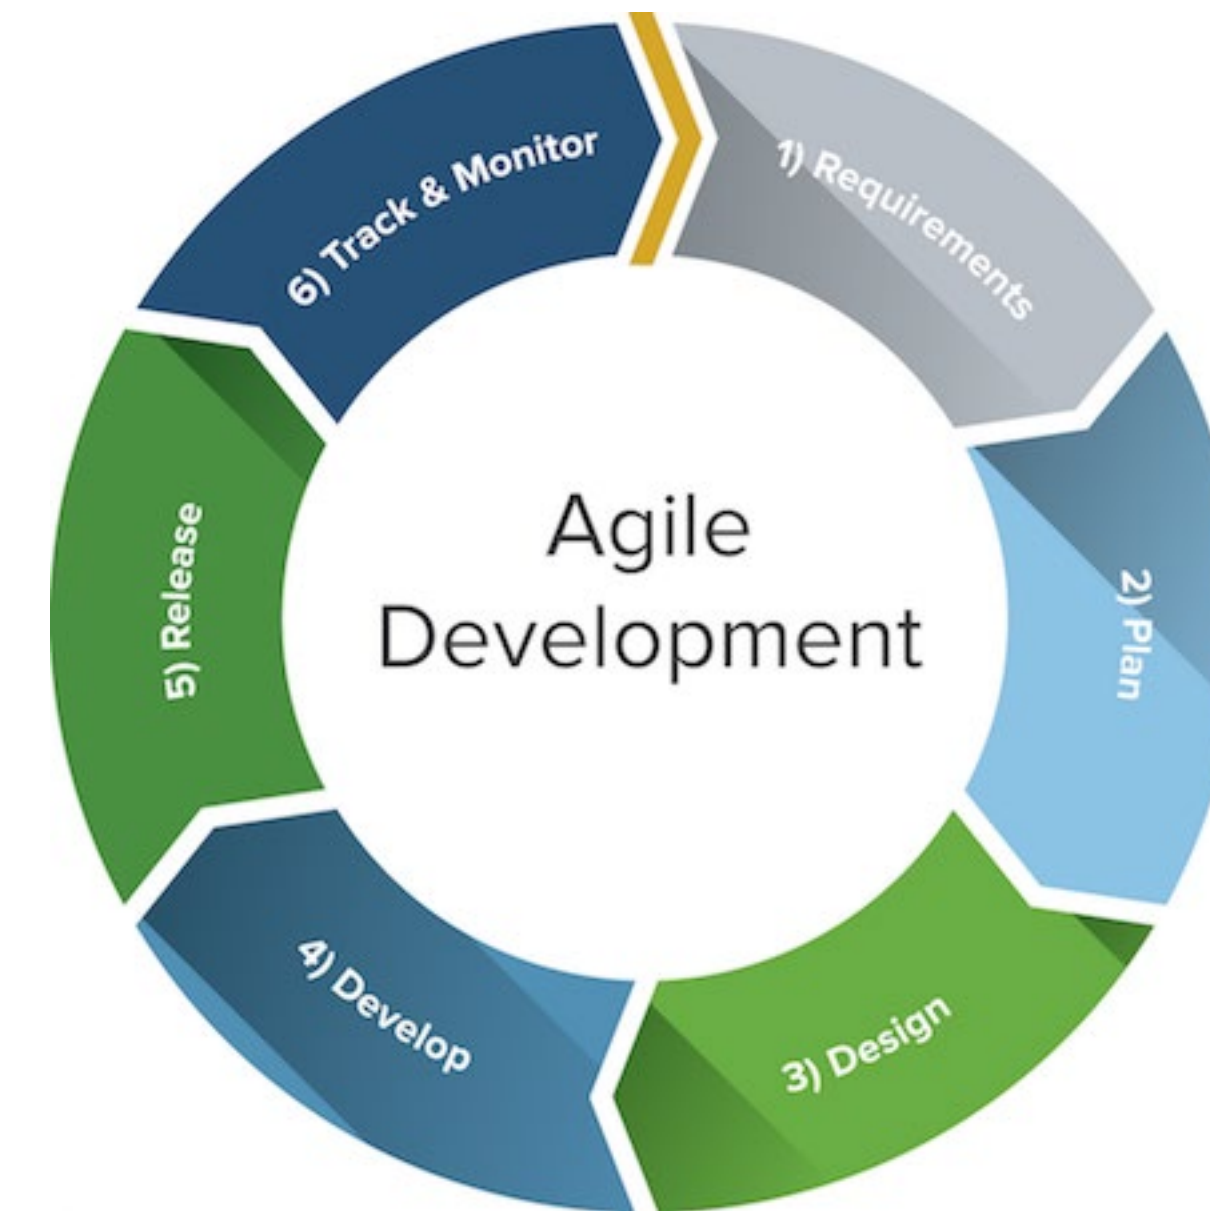 Agile
Development
1) Requirements
2) Plan
3) Design
4) Develop
5) Release
6) Track & Monitor